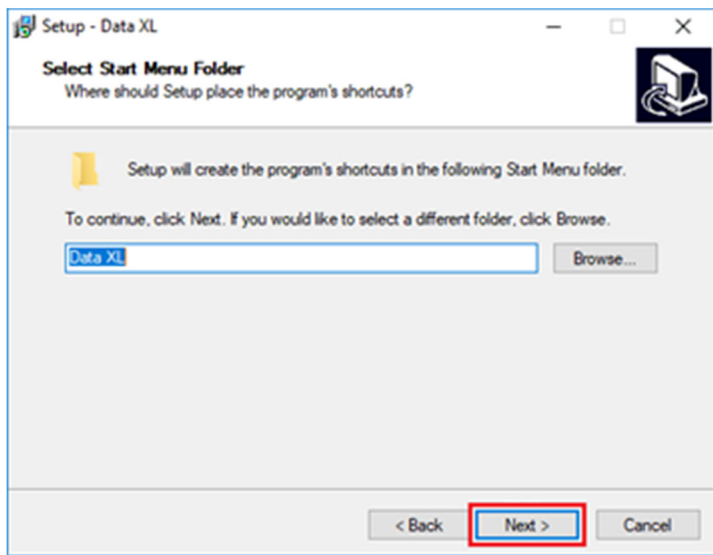 Setup - Data XL
Select Start Menu Folder
Where should Setup place the program's shortcuts?
Setup will create the program's shortcuts in the following Start Menu folder.
To continue, click Next. If you would like to select a different folder, click Browse.
Data XL
Browse...
< Back
Next >
Cancel